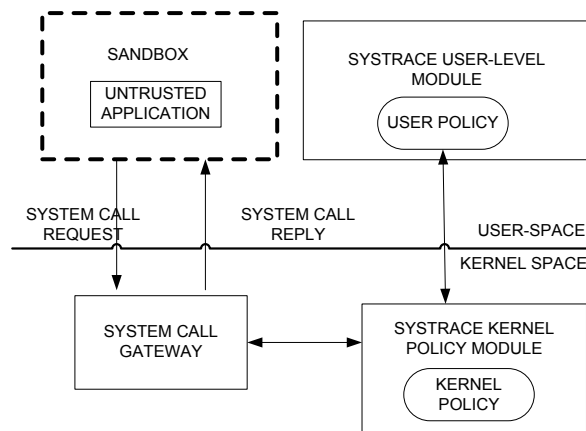 SANDBOX
UNTRUSTED
APPLICATION
SYSTRACE USER-LEVEL
MODULE
USER POLICY
SYSTEM CALL
REQUEST
SYSTEM CALL
REPLY
USER-SPACE
KERNEL SPACE
SYSTEM CALL
GATEWAY
SYSTRACE KERNEL
POLICY MODULE
KERNEL
POLICY